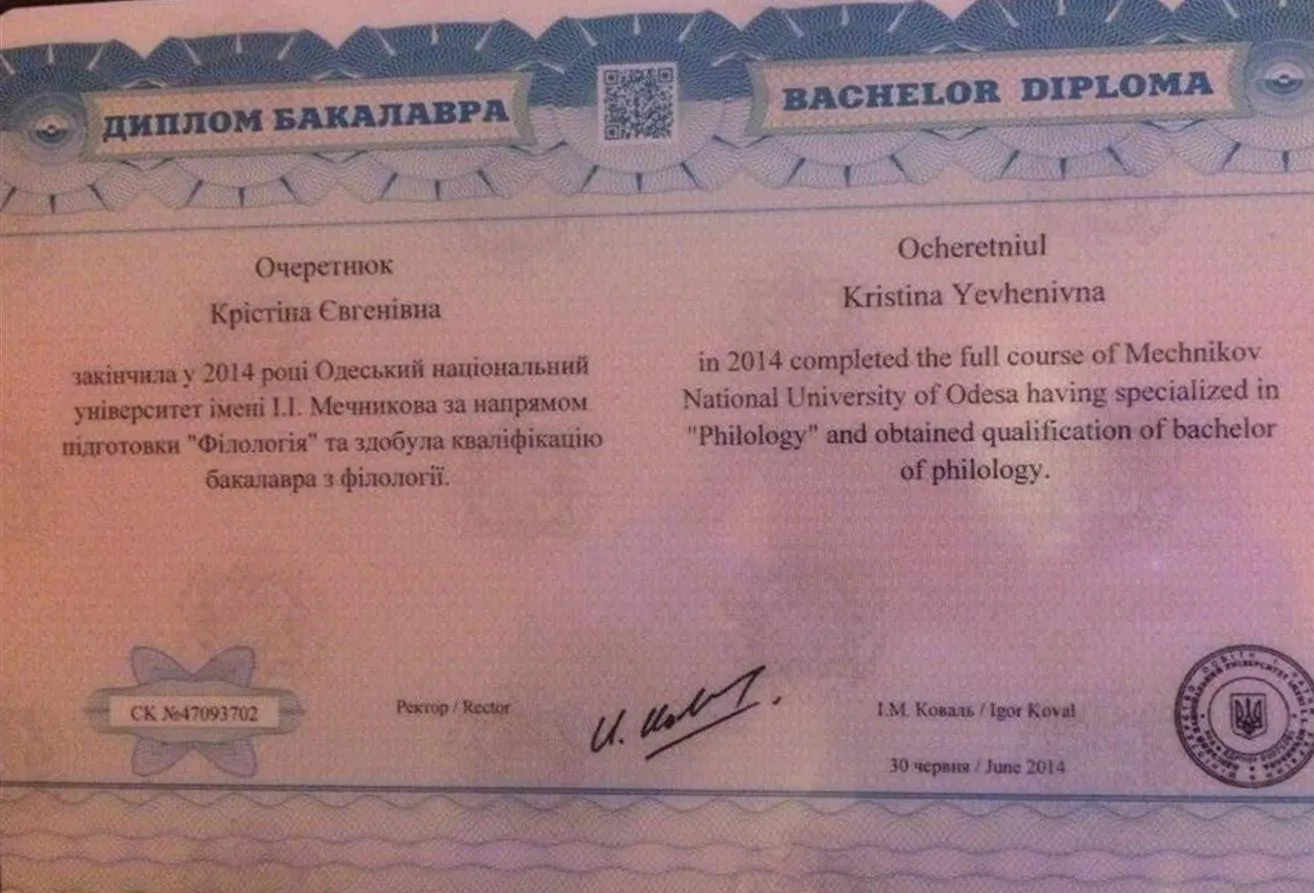 ДИПЛОМ БАКАЛАВРА
BACHELOR DIPLOMA
Очеретнюк
Крістіна Євгенівна
закінчила у 2014 році Одеський національний
університет імені І.І. Мечникова за напрямом
підготовки "Філологія" та здобула кваліфікацію
бакалавра з філології.
Ocheretniul
Kristina Yevhenivna
in 2014 completed the full course of Mechnikov
National University of Odesa having specialized in
"Philology" and obtained qualification of bachelor
of philology.
СК №47093702
Ректор / Rector
І.М. Коваль / Igor Koval
30 червня / June 2014